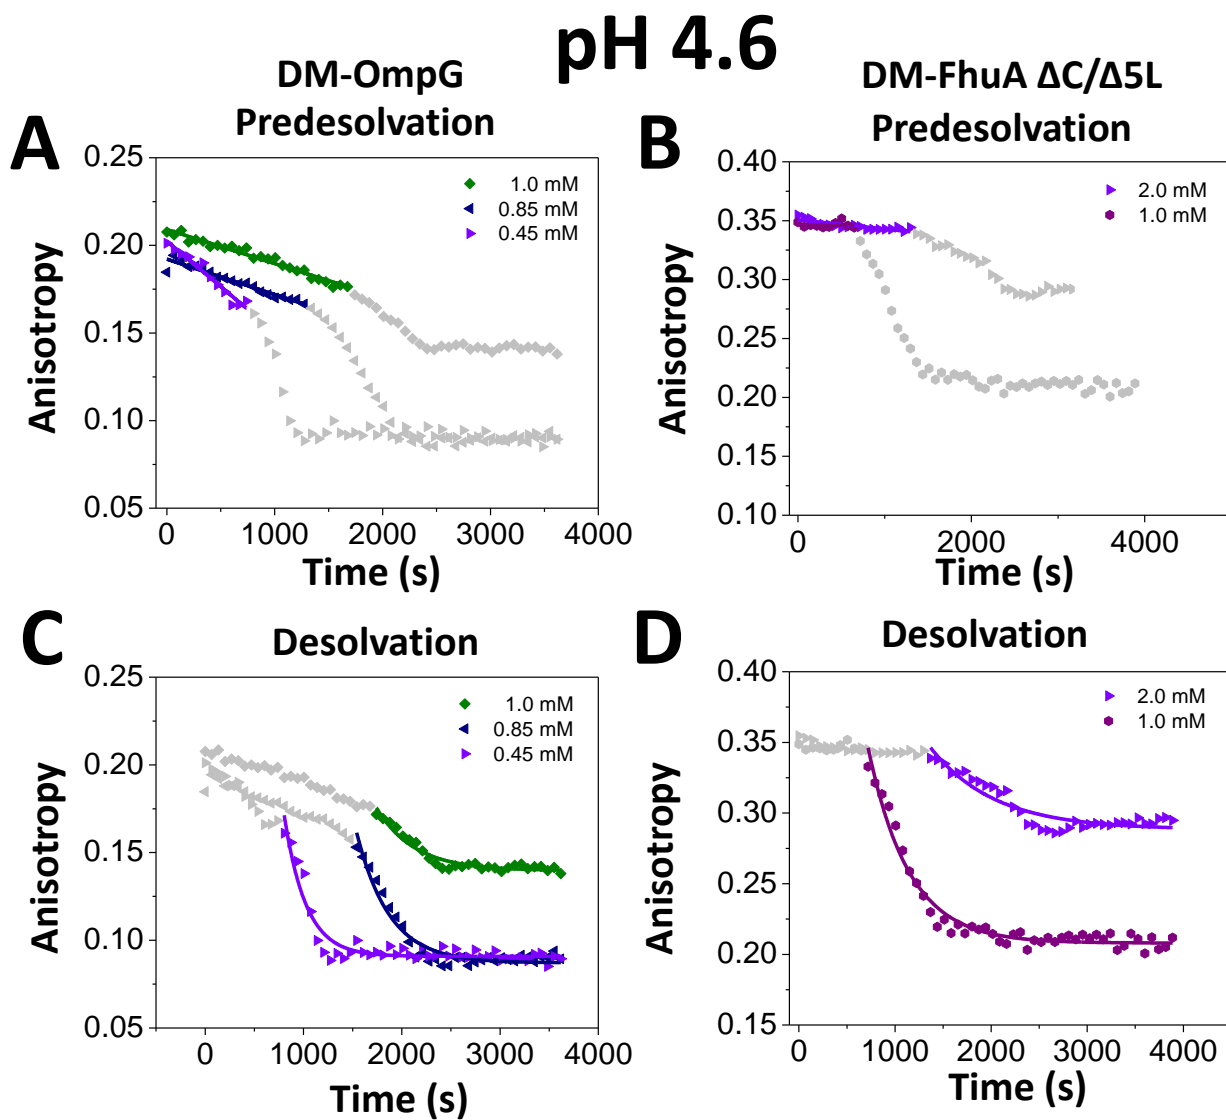 pH 4.6
DM-OmpG
Predesolvation
DM-FhuA ΔC/Δ5L
Predesolvation
A
0.25
0.20
0.15
0.10
0.05
Anisotropy
1.0 mM
0.85 mM
0.45 mM
0 1000 2000 3000 4000
Time (s)
B
0.40
0.35
0.30
0.25
0.20
0.15
0.10
Anisotropy
2.0 mM
1.0 mM
0 2000 4000
Time (s)
C
Desolvation
0.25
0.20
0.15
0.10
0.05
Anisotropy
1.0 mM
0.85 mM
0.45 mM
0 1000 2000 3000 4000
Time (s)
D
Desolvation
0.40
0.35
0.30
0.25
0.20
0.15
Anisotropy
2.0 mM
1.0 mM
0 1000 2000 3000 4000
Time (s)